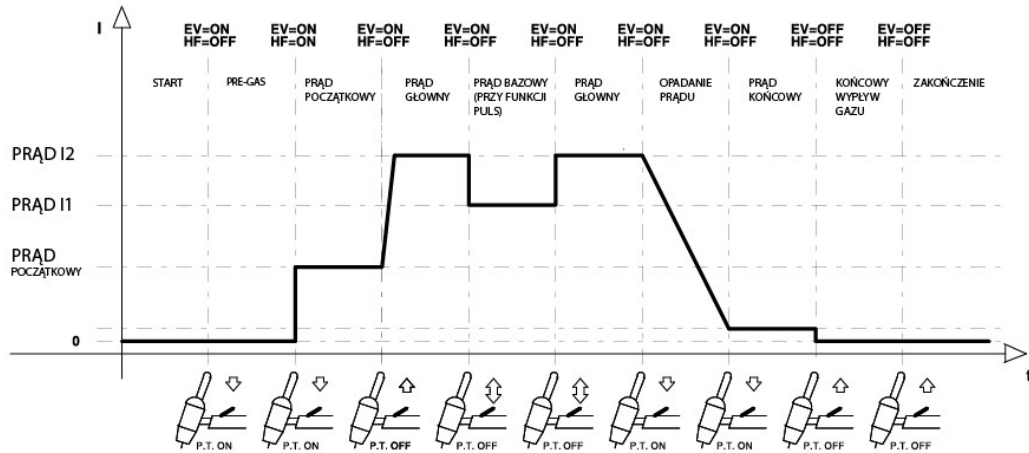 I
EV=ON EV=ON EV=ON EV=ON EV=ON EV=ON EV=ON EV=OFF EV=OFF
HF=OFF HF=ON HF=OFF HF=OFF HF=OFF HF=OFF HF=OFF HF=OFF HF=OFF
START
PRE-GAS
PRĄD
POCZĄTKOWY
PRĄD
GŁOWNY
PRĄD BAZOWY
(PRZY FUNKCJI
PULS)
PRĄD
GŁOWNY
OPADANIE
PRĄDU
PRĄD
KOŃCOWY
KOŃCOWY
WYPŁYW
GAZU
ZAKOŃCZENIE
PRĄD I2
PRĄD I1
PRĄD
POCZĄTKOWY
0
t
P.T. ON P.T. ON P.T. OFF P.T. OFF P.T. OFF P.T. ON P.T. ON P.T. OFF P.T. OFF